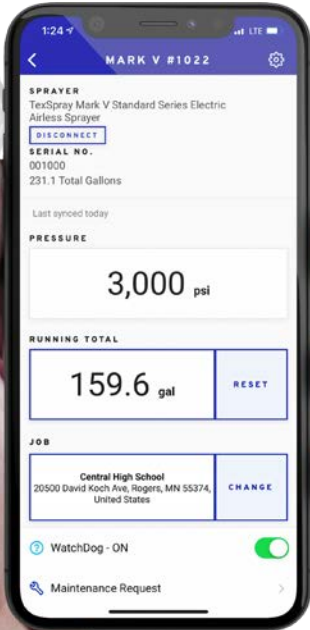 1:24
LTE
MARK V #1022
SPRAYER
TexSpray Mark V Standard Series Electric
Airless Sprayer
DISCONNECT
SERIAL NO.
001000
231.1 Total Gallons
Last synced today
PRESSURE
3,000 psi
RUNNING TOTAL
159.6 gal
RESET
JOB
Central High School
20500 David Koch Ave, Rogers, MN 55374,
United States
CHANGE
WatchDog - ON
Maintenance Request